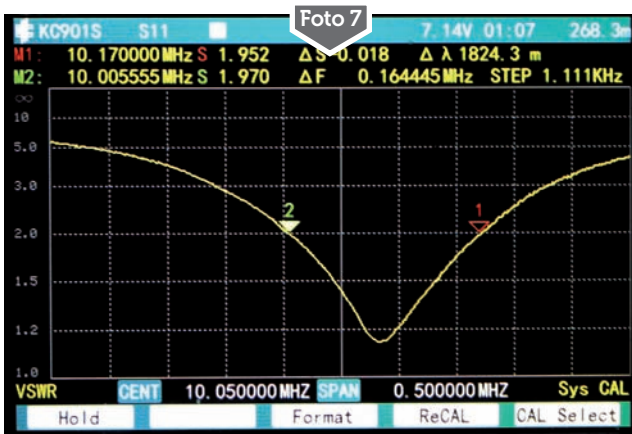 Foto 7
KC901S S11 7.14V 01:07 268.3m
M1: 10.170000MHz S 1.952 ΔS-0.018 Δλ 1824.3 m
M2: 10.005555MHz S 1.970 ΔF 0.164445MHz STEP 1.111KHz
∞
10
5.0
3.0
2 1
2.0
1.5
1.2
1.0
VSWR CENT 10.050000MHZ SPAN 0.500000MHZ Sys CAL
Hold Format ReCAL CAL Select